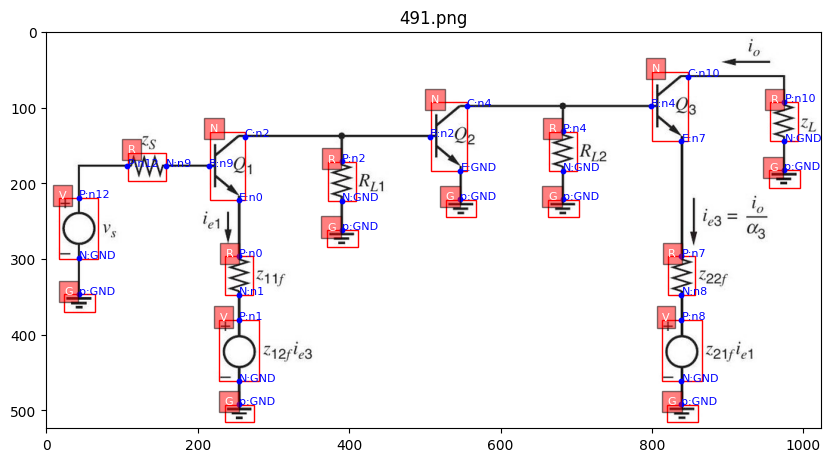 491.png
i_o
N
C:n10
N
E:n4
Q_3
P:n10
R
z_L
N:GND
G p:GND
E:n7
N
C:n4
P:n4
R
R_{L2}
N:GND
G p:GND
B:n2
Q_2
E:GND
G p:GND
N
C:n2
P:n2
R
R_{L1}
N:GND
G p:GND
z_S
R
N:n9
B:n9
Q_1
E:n0
V P:n12
+
v_s
−
N:GND
G p:GND
i_{e1}
i_{e3} = i_o / α_3
R P:n0
z_{11f}
N:n1
V P:n1
+
z_{12f}i_{e3}
−
N:GND
G p:GND
R P:n7
z_{22f}
N:n8
V P:n8
+
z_{21f}i_{e1}
−
N:GND
G p:GND
0
100
200
300
400
500
0 200 400 600 800 1000